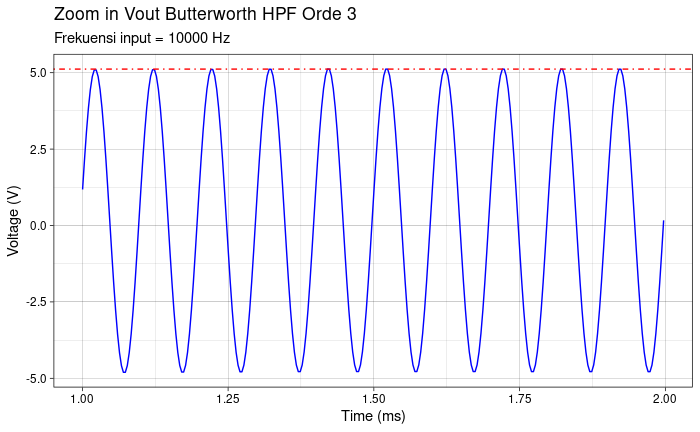 Zoom in Vout Butterworth HPF Orde 3
Frekuensi input = 10000 Hz
5.0
2.5
0.0
-2.5
-5.0
Voltage (V)
1.00 1.25 1.50 1.75 2.00
Time (ms)